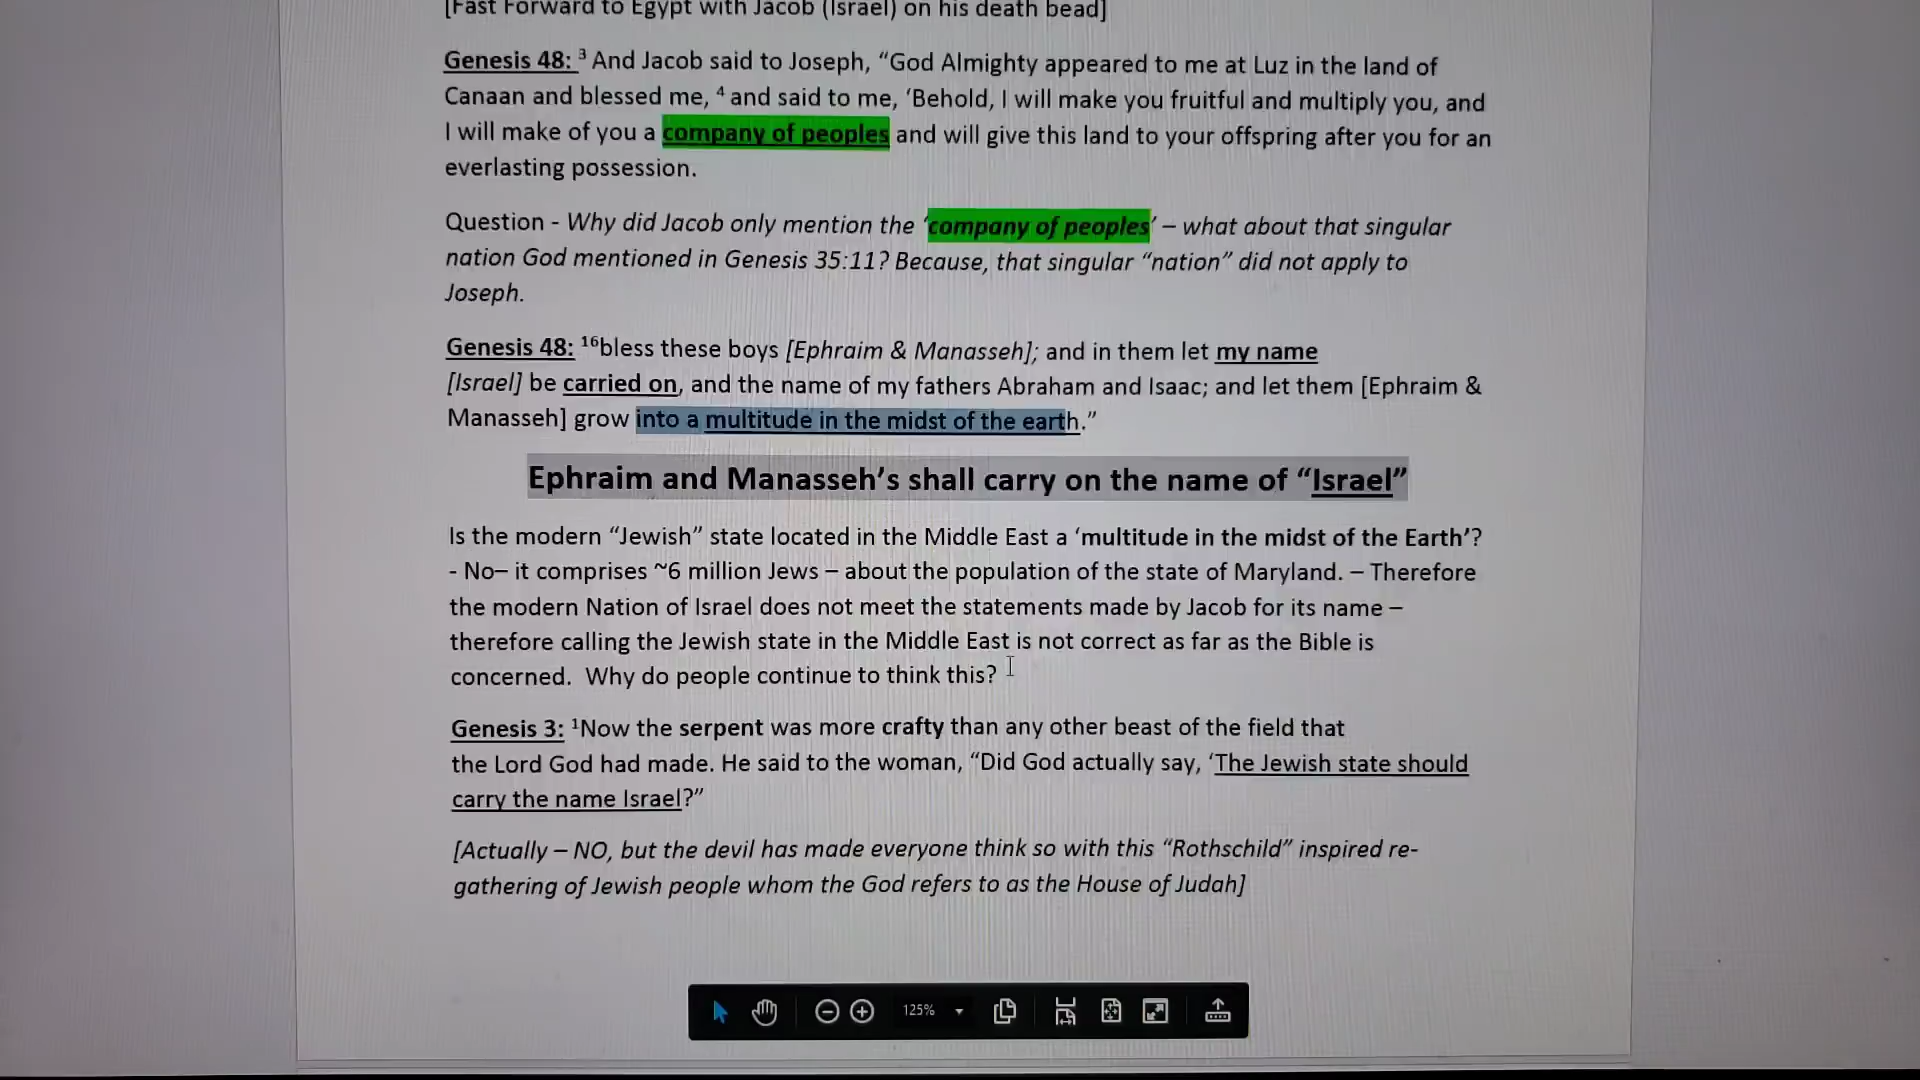 [Fast Forward to Egypt with Jacob (Israel) on his death bead]
Genesis 48: 3 And Jacob said to Joseph, “God Almighty appeared to me at Luz in the land of
Canaan and blessed me, 4 and said to me, ‘Behold, I will make you fruitful and multiply you, and
I will make of you a company of peoples and will give this land to your offspring after you for an
everlasting possession.
Question - Why did Jacob only mention the ‘company of peoples’ – what about that singular
nation God mentioned in Genesis 35:11? Because, that singular “nation” did not apply to
Joseph.
Genesis 48: 16bless these boys [Ephraim & Manasseh]; and in them let my name
[Israel] be carried on, and the name of my fathers Abraham and Isaac; and let them [Ephraim &
Manasseh] grow into a multitude in the midst of the earth.”
Ephraim and Manasseh’s shall carry on the name of “Israel”
Is the modern “Jewish” state located in the Middle East a ‘multitude in the midst of the Earth’?
- No– it comprises ~6 million Jews – about the population of the state of Maryland. – Therefore
the modern Nation of Israel does not meet the statements made by Jacob for its name –
therefore calling the Jewish state in the Middle East is not correct as far as the Bible is
concerned.  Why do people continue to think this?
Genesis 3: 1Now the serpent was more crafty than any other beast of the field that
the Lord God had made. He said to the woman, “Did God actually say, ‘The Jewish state should
carry the name Israel?”
[Actually – NO, but the devil has made everyone think so with this “Rothschild” inspired re-
gathering of Jewish people whom the God refers to as the House of Judah]
125%